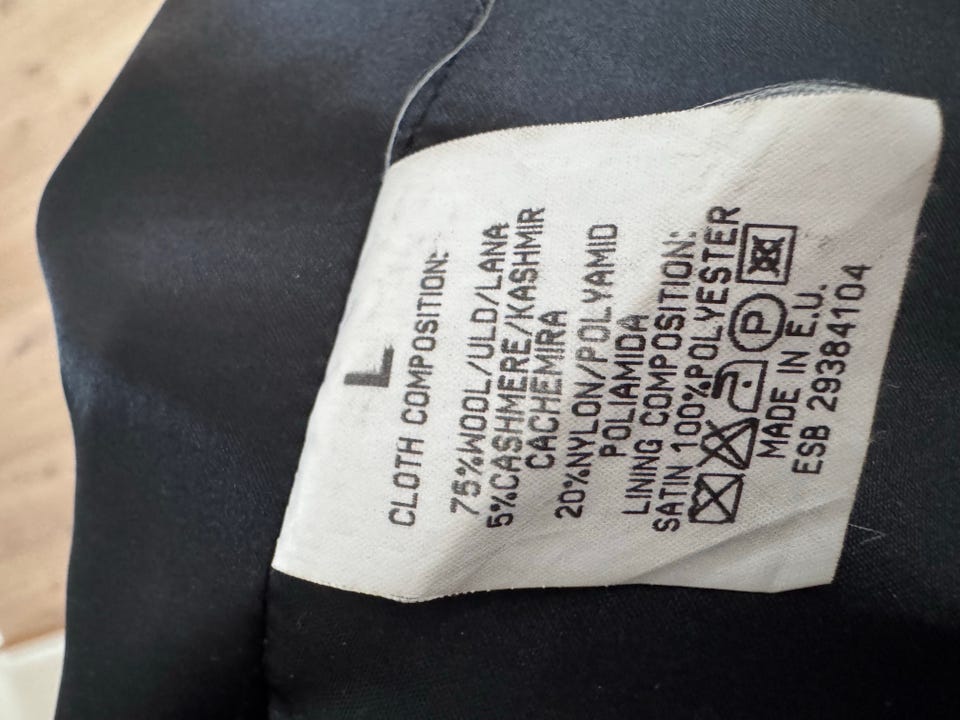 L
CLOTH COMPOSITION:
75%WOOL/ULD/LANA
5%CASHMERE/KASHMIR
CACHEMIRA
20%NYLON/POLYAMID
POLIAMIDA
LINING COMPOSITION:
SATIN 100%POLYESTER
P
MADE IN E.U.
ESB 29384104